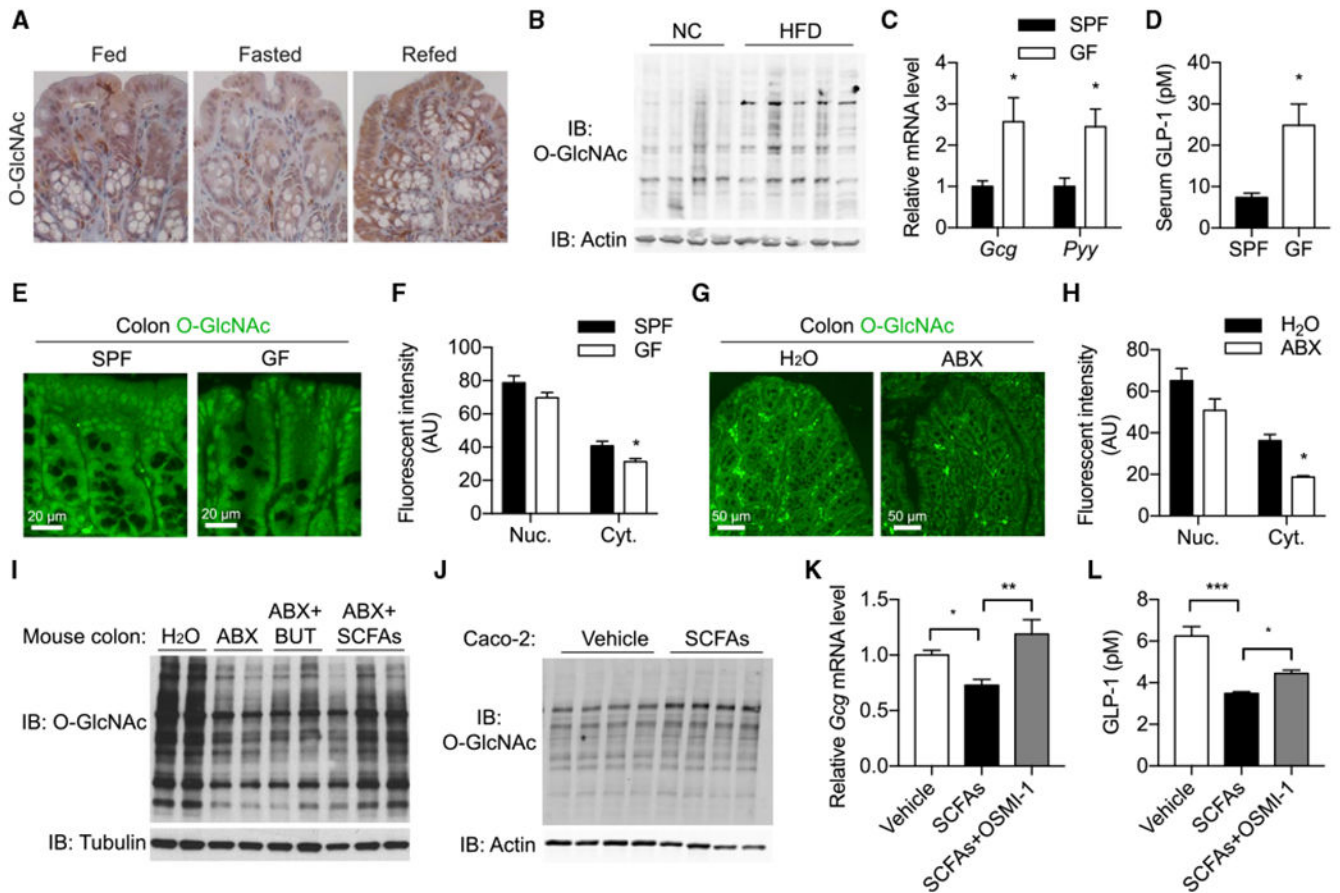 A
Fed Fasted Refed
O-GlcNAc
B
NC HFD
IB:
O-GlcNAc
IB: Actin
C
SPF
GF
Relative mRNA level
4
3
2
1
0
* *
Gcg Pyy
D
Serum GLP-1 (pM)
40
30
20
10
0
*
SPF GF
E
Colon O-GlcNAc
SPF GF
20 µm 20 µm
F
SPF
GF
Fluorescent intensity
(AU)
100
80
60
40
20
0
*
Nuc. Cyt.
G
Colon O-GlcNAc
H2O ABX
50 µm 50 µm
H
H2O
ABX
Fluorescent intensity
(AU)
80
60
40
20
0
*
Nuc. Cyt.
I
Mouse colon: H2O ABX ABX+ BUT ABX+ SCFAs
IB: O-GlcNAc
IB: Tubulin
J
Caco-2: Vehicle SCFAs
IB:
O-GlcNAc
IB: Actin
K
Relative Gcg mRNA level
1.5
1.0
0.5
0.0
* **
Vehicle
SCFAs
SCFAs+OSMI-1
L
GLP-1 (pM)
8
6
4
2
0
*** *
Vehicle
SCFAs
SCFAs+OSMI-1